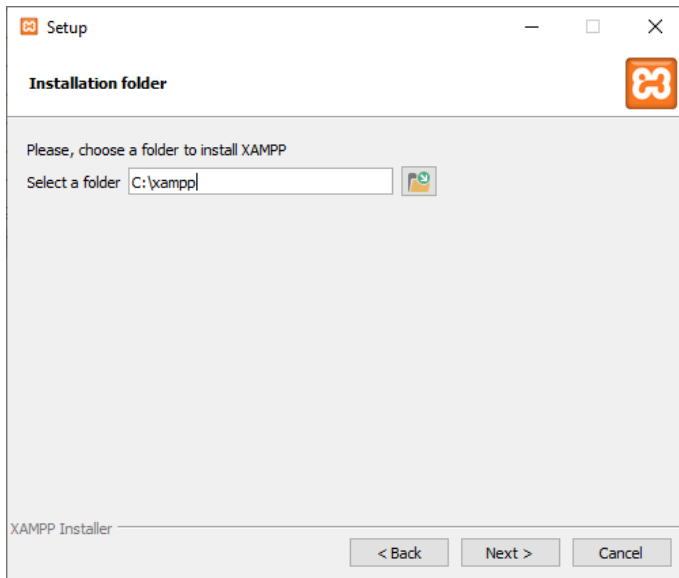 Setup
Installation folder
Please, choose a folder to install XAMPP
Select a folder C:\xampp
XAMPP Installer
< Back Next > Cancel